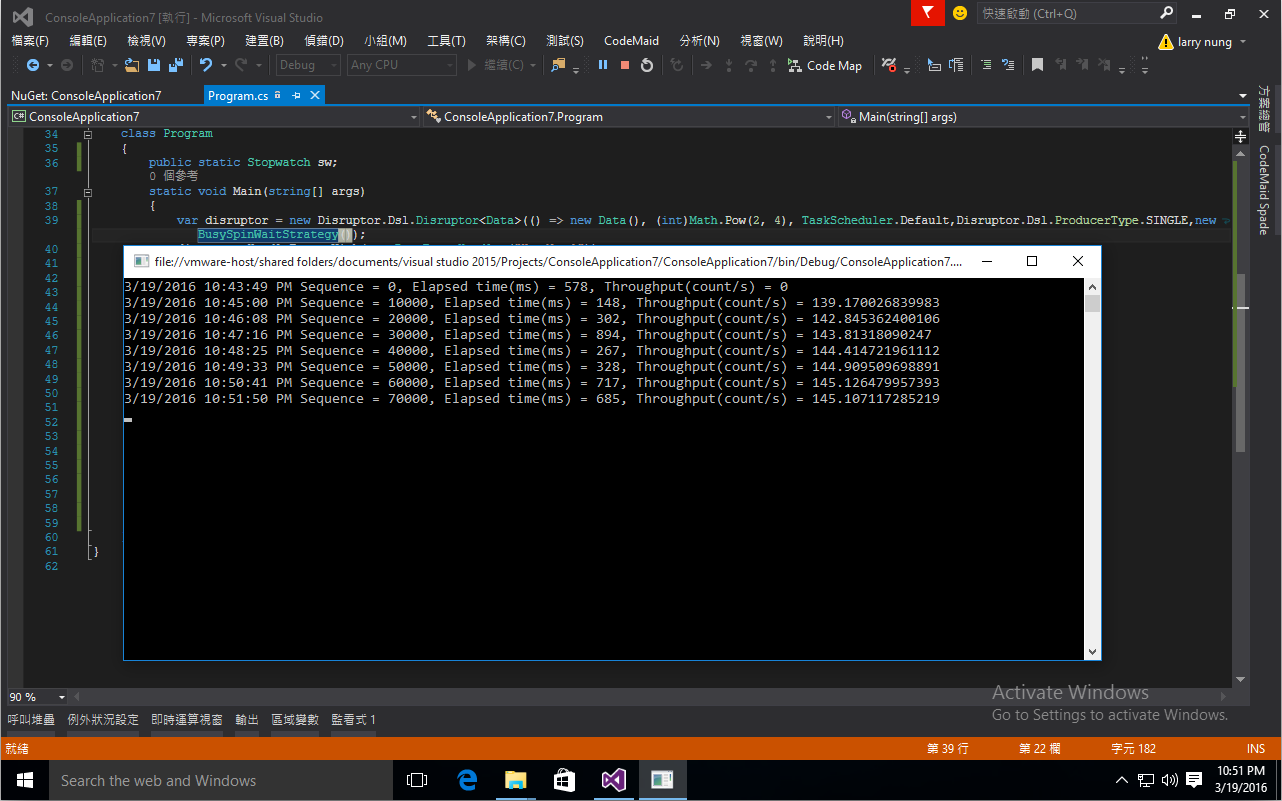 ConsoleApplication7 [執行] - Microsoft Visual Studio
快速啟動 (Ctrl+Q)
檔案(F) 編輯(E) 檢視(V) 專案(P) 建置(B) 偵錯(D) 小組(M) 工具(T) 架構(C) 測試(S) CodeMaid 分析(N) 視窗(W) 說明(H) larry nung
Debug Any CPU 繼續(C) Code Map
NuGet: ConsoleApplication7 Program.cs
C# ConsoleApplication7 ConsoleApplication7.Program Main(string[] args)
方案總管
CodeMaid Spade
34 class Program
35 {
36 public static Stopwatch sw;
0 個參考
37 static void Main(string[] args)
38 {
39 var disruptor = new Disruptor.Dsl.Disruptor<Data>(() => new Data(), (int)Math.Pow(2, 4), TaskScheduler.Default,Disruptor.Dsl.ProducerType.SINGLE,new
BusySpinWaitStrategy());
40
41
42
43
44
45
46
47
48
49
50
51
52
53
54
55
56
57
58
59
60
61 }
62
file://vmware-host/shared folders/documents/visual studio 2015/Projects/ConsoleApplication7/ConsoleApplication7/bin/Debug/ConsoleApplication7....
3/19/2016 10:43:49 PM Sequence = 0, Elapsed time(ms) = 578, Throughput(count/s) = 0
3/19/2016 10:45:00 PM Sequence = 10000, Elapsed time(ms) = 148, Throughput(count/s) = 139.170026839983
3/19/2016 10:46:08 PM Sequence = 20000, Elapsed time(ms) = 302, Throughput(count/s) = 142.845362400106
3/19/2016 10:47:16 PM Sequence = 30000, Elapsed time(ms) = 894, Throughput(count/s) = 143.81318090247
3/19/2016 10:48:25 PM Sequence = 40000, Elapsed time(ms) = 267, Throughput(count/s) = 144.414721961112
3/19/2016 10:49:33 PM Sequence = 50000, Elapsed time(ms) = 328, Throughput(count/s) = 144.909509698891
3/19/2016 10:50:41 PM Sequence = 60000, Elapsed time(ms) = 717, Throughput(count/s) = 145.126479957393
3/19/2016 10:51:50 PM Sequence = 70000, Elapsed time(ms) = 685, Throughput(count/s) = 145.107117285219
90 %
Activate Windows
Go to Settings to activate Windows.
呼叫堆疊 例外狀況設定 即時運算視窗 輸出 區域變數 監看式 1
就緒 第 39 行 第 22 欄 字元 182 INS
Search the web and Windows
10:51 PM
3/19/2016